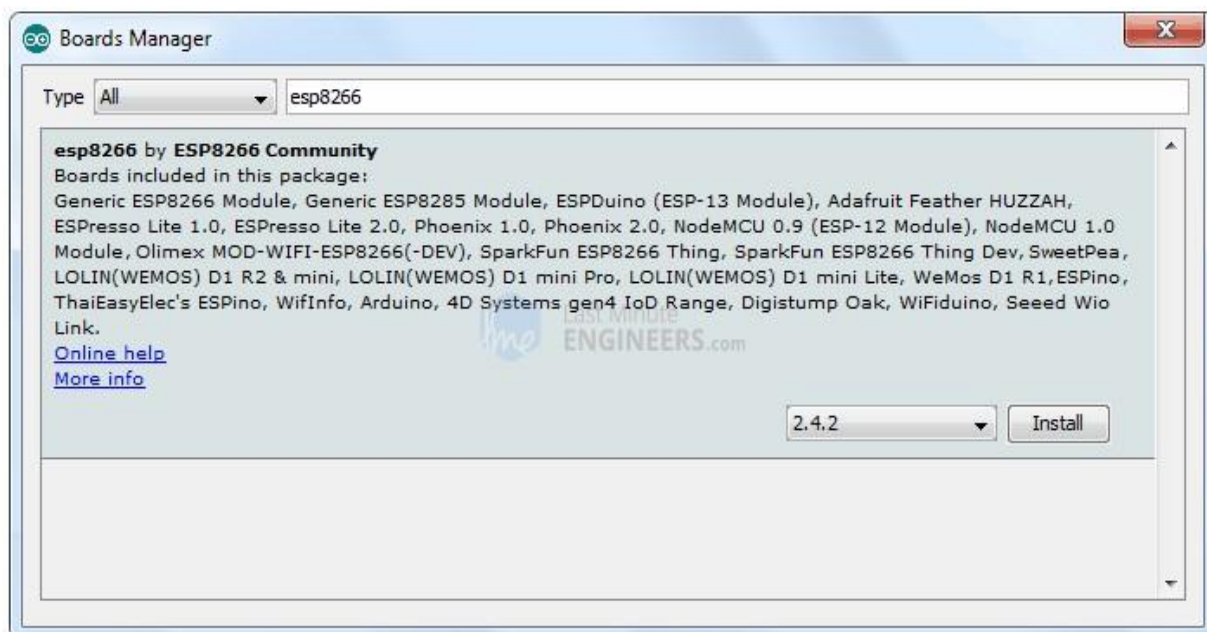 Boards Manager
Type All esp8266
esp8266 by ESP8266 Community
Boards included in this package:
Generic ESP8266 Module, Generic ESP8285 Module, ESPDuino (ESP-13 Module), Adafruit Feather HUZZAH,
ESPresso Lite 1.0, ESPresso Lite 2.0, Phoenix 1.0, Phoenix 2.0, NodeMCU 0.9 (ESP-12 Module), NodeMCU 1.0
Module, Olimex MOD-WIFI-ESP8266(-DEV), SparkFun ESP8266 Thing, SparkFun ESP8266 Thing Dev, SweetPea,
LOLIN(WEMOS) D1 R2 & mini, LOLIN(WEMOS) D1 mini Pro, LOLIN(WEMOS) D1 mini Lite, WeMos D1 R1, ESPino,
ThaiEasyElec's ESPino, WifInfo, Arduino, 4D Systems gen4 IoD Range, Digistump Oak, WiFiduino, Seeed Wio
Link.
Last Minute
me ENGINEERS.com
Online help
More info
2.4.2 Install